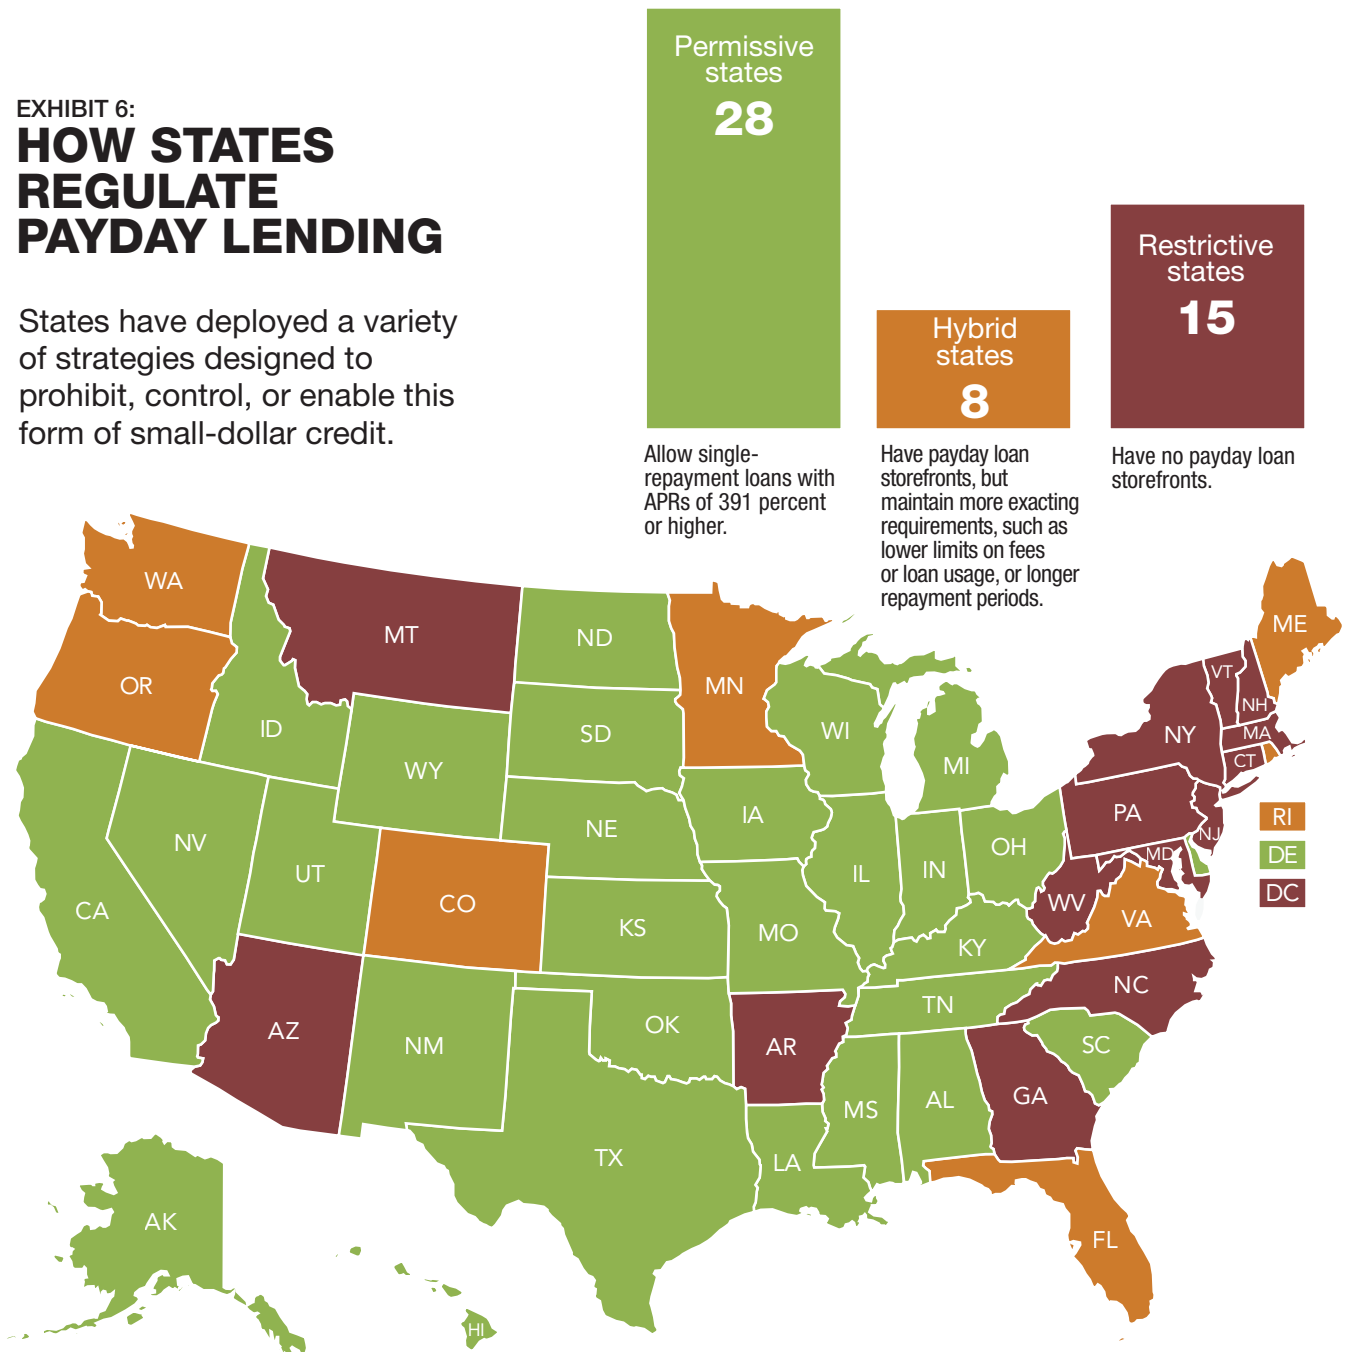 EXHIBIT 6:
HOW STATES
REGULATE
PAYDAY LENDING
States have deployed a variety
of strategies designed to
prohibit, control, or enable this
form of small-dollar credit.
Permissive
states
28
Allow single-
repayment loans with
APRs of 391 percent
or higher.
Hybrid
states
8
Have payday loan
storefronts, but
maintain more exacting
requirements, such as
lower limits on fees
or loan usage, or longer
repayment periods.
Restrictive
states
15
Have no payday loan
storefronts.
WA
MT
ND
MN
ME
OR
ID
SD
WI
VT
NH
NY
MA
WY
MI
CT
NV
UT
NE
IA
OH
PA
NJ
RI
CA
CO
KS
IL
IN
MD
DE
MO
KY
WV
VA
DC
AZ
NM
OK
AR
TN
NC
SC
MS
AL
GA
TX
LA
FL
AK
HI